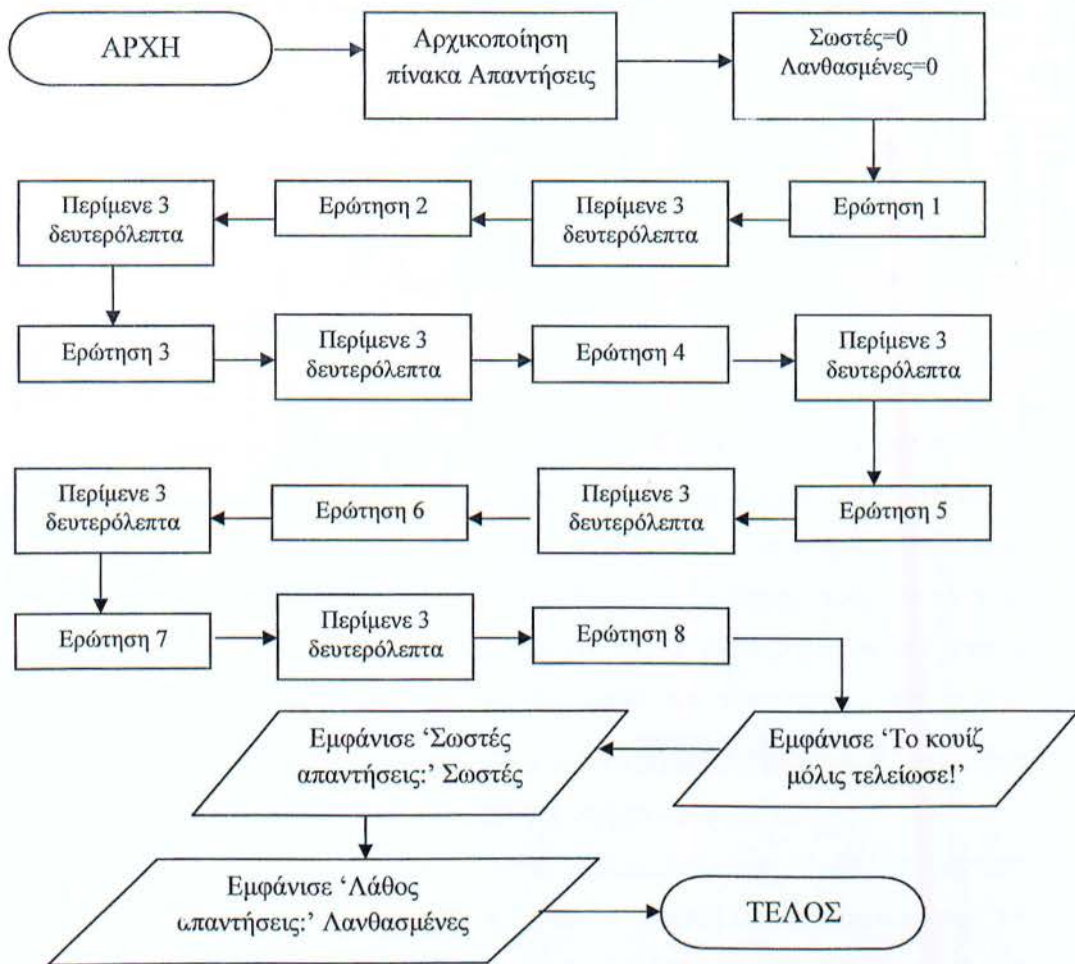 ΑΡΧΗ
Αρχικοποίηση
πίνακα Απαντήσεις
Σωστές=0
Λανθασμένες=0
Ερώτηση 1
Περίμενε 3
δευτερόλεπτα
Ερώτηση 2
Περίμενε 3
δευτερόλεπτα
Ερώτηση 3
Περίμενε 3
δευτερόλεπτα
Ερώτηση 4
Περίμενε 3
δευτερόλεπτα
Ερώτηση 5
Περίμενε 3
δευτερόλεπτα
Ερώτηση 6
Περίμενε 3
δευτερόλεπτα
Ερώτηση 7
Περίμενε 3
δευτερόλεπτα
Ερώτηση 8
Εμφάνισε ‘Το κουίζ
μόλις τελείωσε!’
Εμφάνισε ‘Σωστές
απαντήσεις:’ Σωστές
Εμφάνισε ‘Λάθος
απαντήσεις:’ Λανθασμένες
ΤΕΛΟΣ